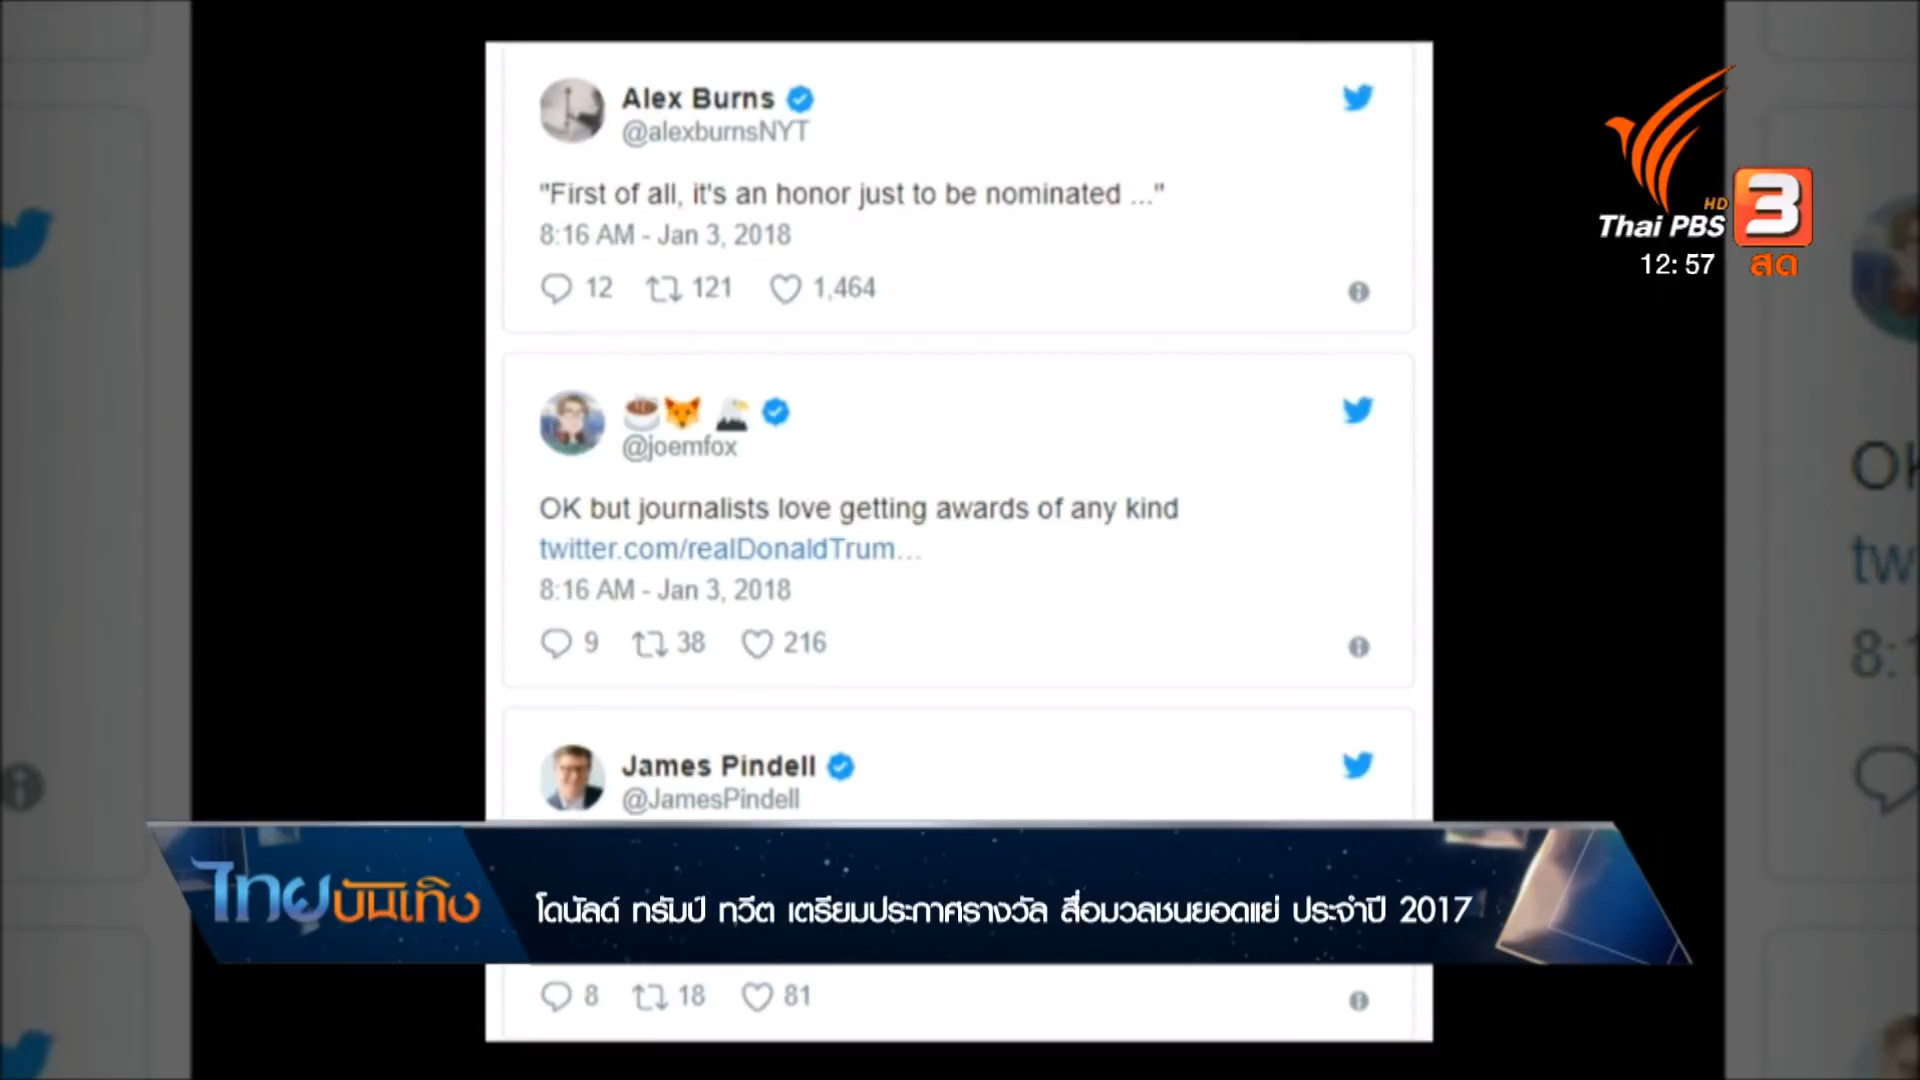 Alex Burns
@alexburnsNYT
"First of all, it's an honor just to be nominated ..."
8:16 AM - Jan 3, 2018
12 121 1,464
@joemfox
OK but journalists love getting awards of any kind
twitter.com/realDonaldTrum...
8:16 AM - Jan 3, 2018
9 38 216
James Pindell
@JamesPindell
8 18 81
HD
Thai PBS 3
12:57 สด
ไทยบันเทิง
โดนัลด์ ทรัมป์ ทวีต เตรียมประกาศรางวัล สื่อมวลชนยอดแย่ ประจำปี 2017
OK
tw
8:1